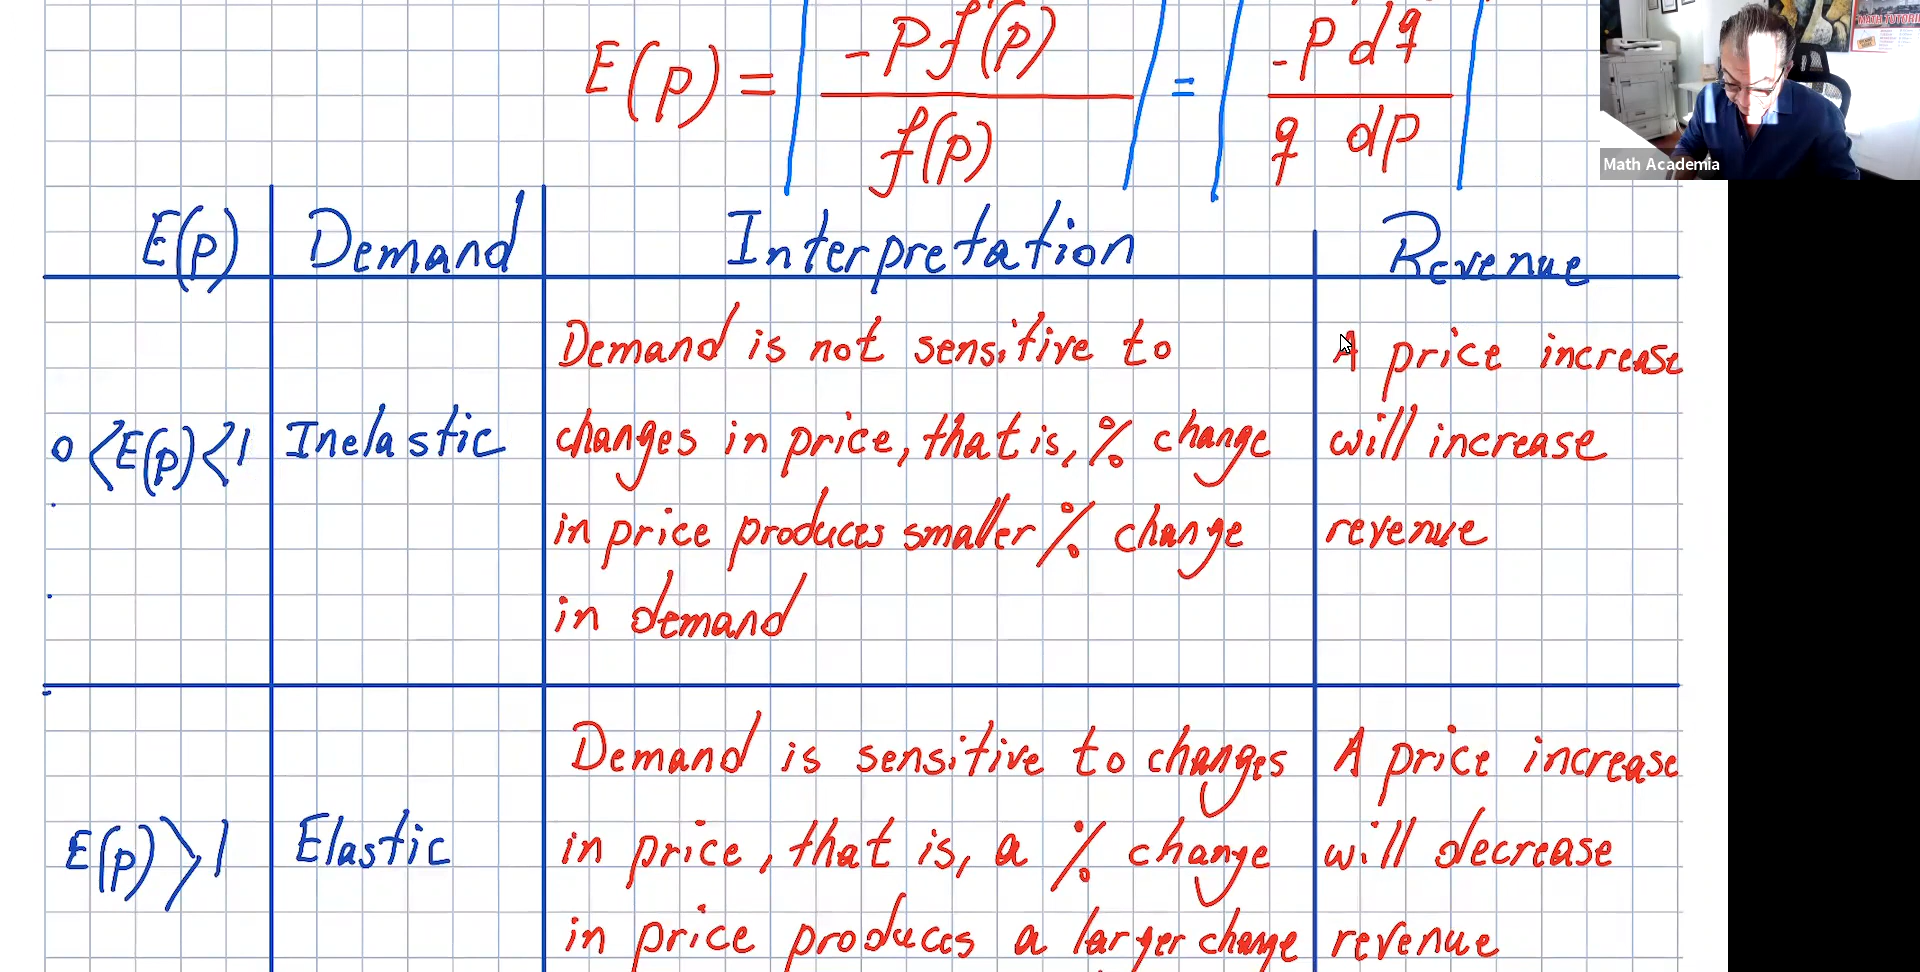 E(p) = | -p f'(p) / f(p) | = | -p dq / q dp |
MATH TUTORI
Math Academia
E(p) Demand Interpretation Revenue
0 < E(p) < 1 Inelastic
Demand is not sensitive to
changes in price, that is, % change
in price produces smaller % change
in demand
A price increase
will increase
revenue
E(p) > 1 Elastic
Demand is sensitive to changes
in price, that is, a % change
in price produces a larger change
A price increase
will decrease
revenue